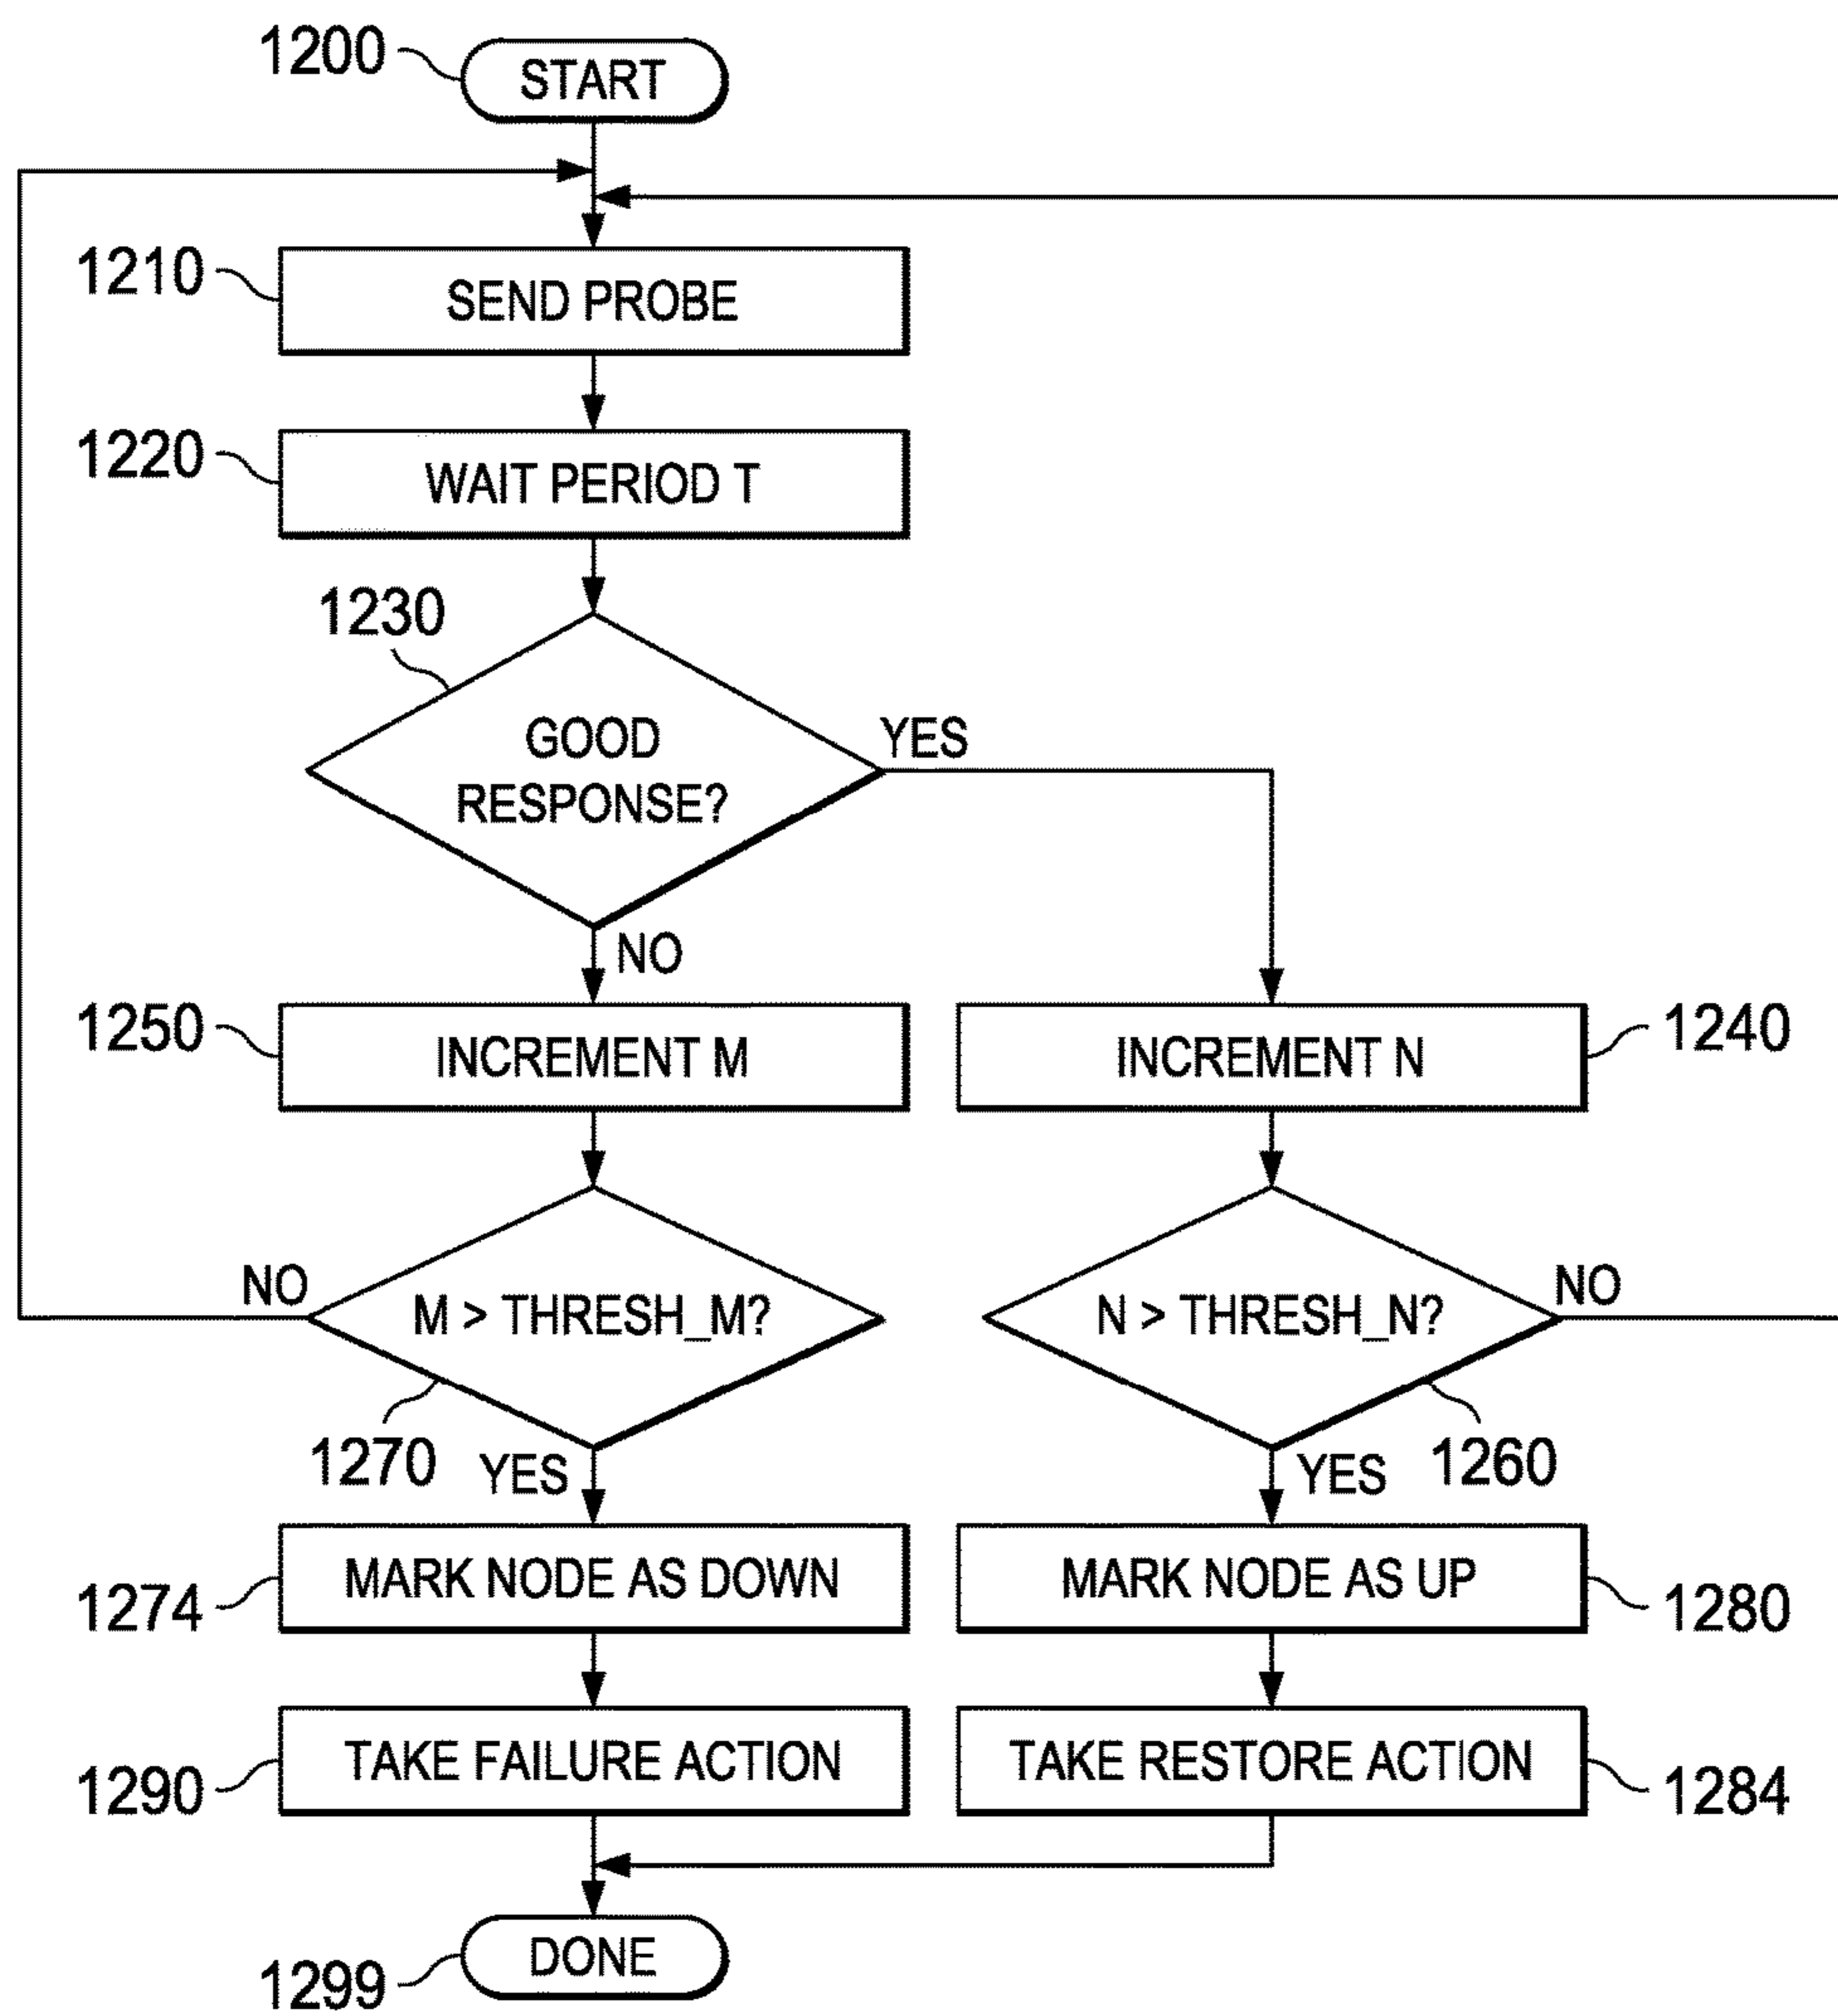 1200
START
1210
SEND PROBE
1220
WAIT PERIOD T
1230
GOOD
RESPONSE?
YES
NO
1250
INCREMENT M
INCREMENT N
1240
NO
M > THRESH_M?
N > THRESH_N?
NO
1270
YES
YES
1260
MARK NODE AS DOWN
1274
MARK NODE AS UP
1280
1290
TAKE FAILURE ACTION
TAKE RESTORE ACTION
1284
DONE
1299